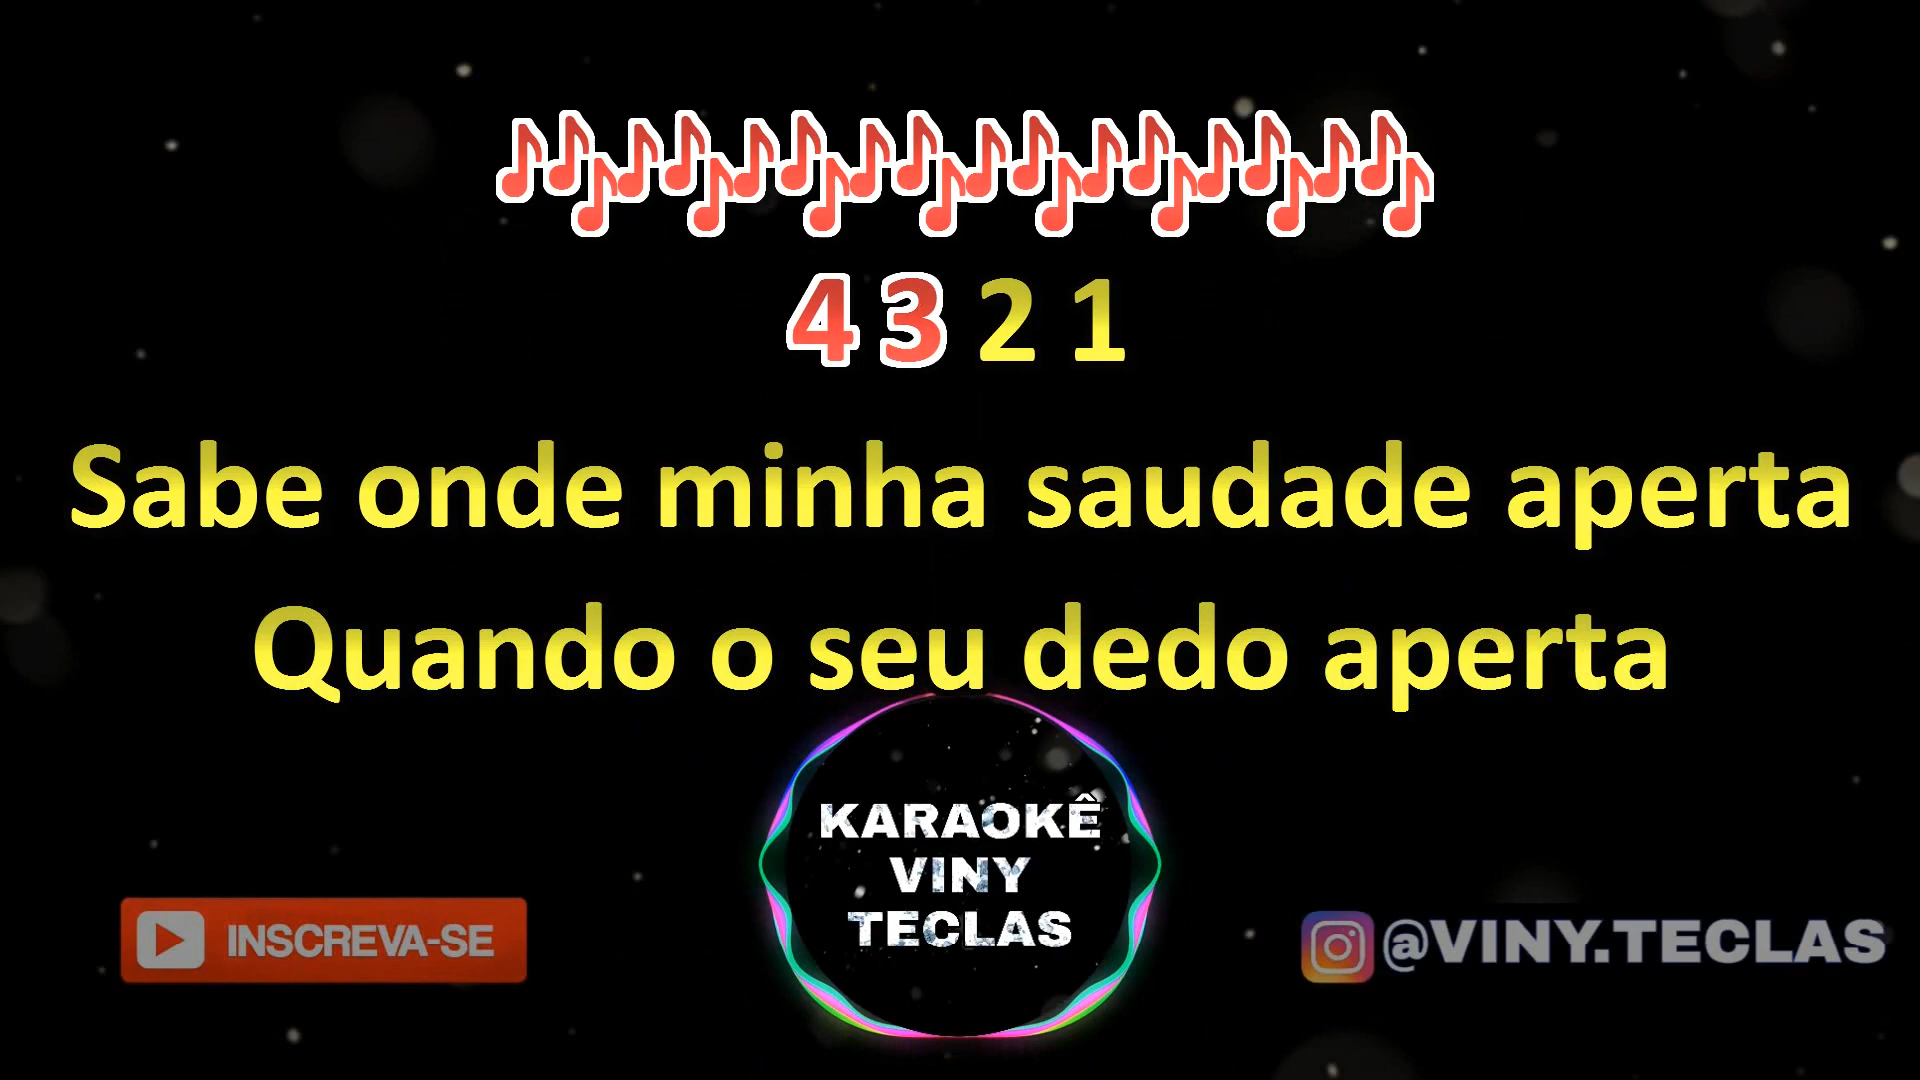 4 3 2 1
Sabe onde minha saudade aperta
Quando o seu dedo aperta
KARAOKÊ
VINY
TECLAS
INSCREVA-SE
@VINY.TECLAS